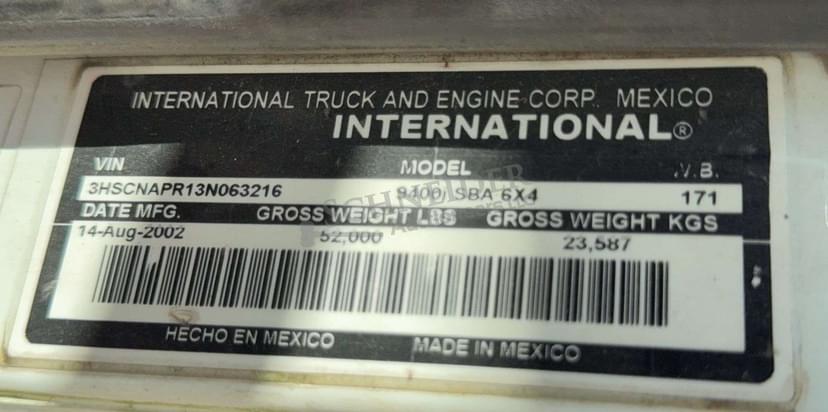 INTERNATIONAL TRUCK AND ENGINE CORP. MEXICO
INTERNATIONAL®
VIN MODEL W.B.
3HSCNAPR13N063216 9400I SBA 6X4 171
DATE MFG. GROSS WEIGHT LBS GROSS WEIGHT KGS
14-Aug-2002 52,000 23,587
HECHO EN MEXICO MADE IN MEXICO